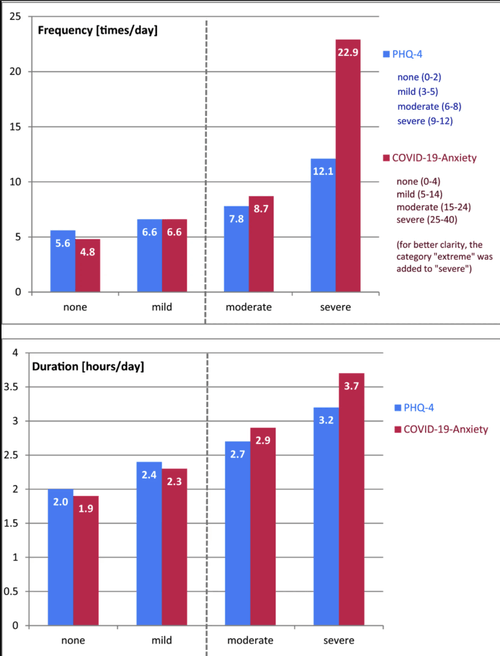 Frequency [times/day]
25
20
15
10
5
0
5.6
4.8
6.6
6.6
7.8
8.7
12.1
22.9
none
mild
moderate
severe
PHQ-4
none (0-2)
mild (3-5)
moderate (6-8)
severe (9-12)
COVID-19-Anxiety
none (0-4)
mild (5-14)
moderate (15-24)
severe (25-40)
(for better clarity, the
category "extreme" was
added to "severe")
Duration [hours/day]
4
3.5
3
2.5
2
1.5
1
0.5
0
2.0
1.9
2.4
2.3
2.7
2.9
3.2
3.7
none
mild
moderate
severe
PHQ-4
COVID-19-Anxiety